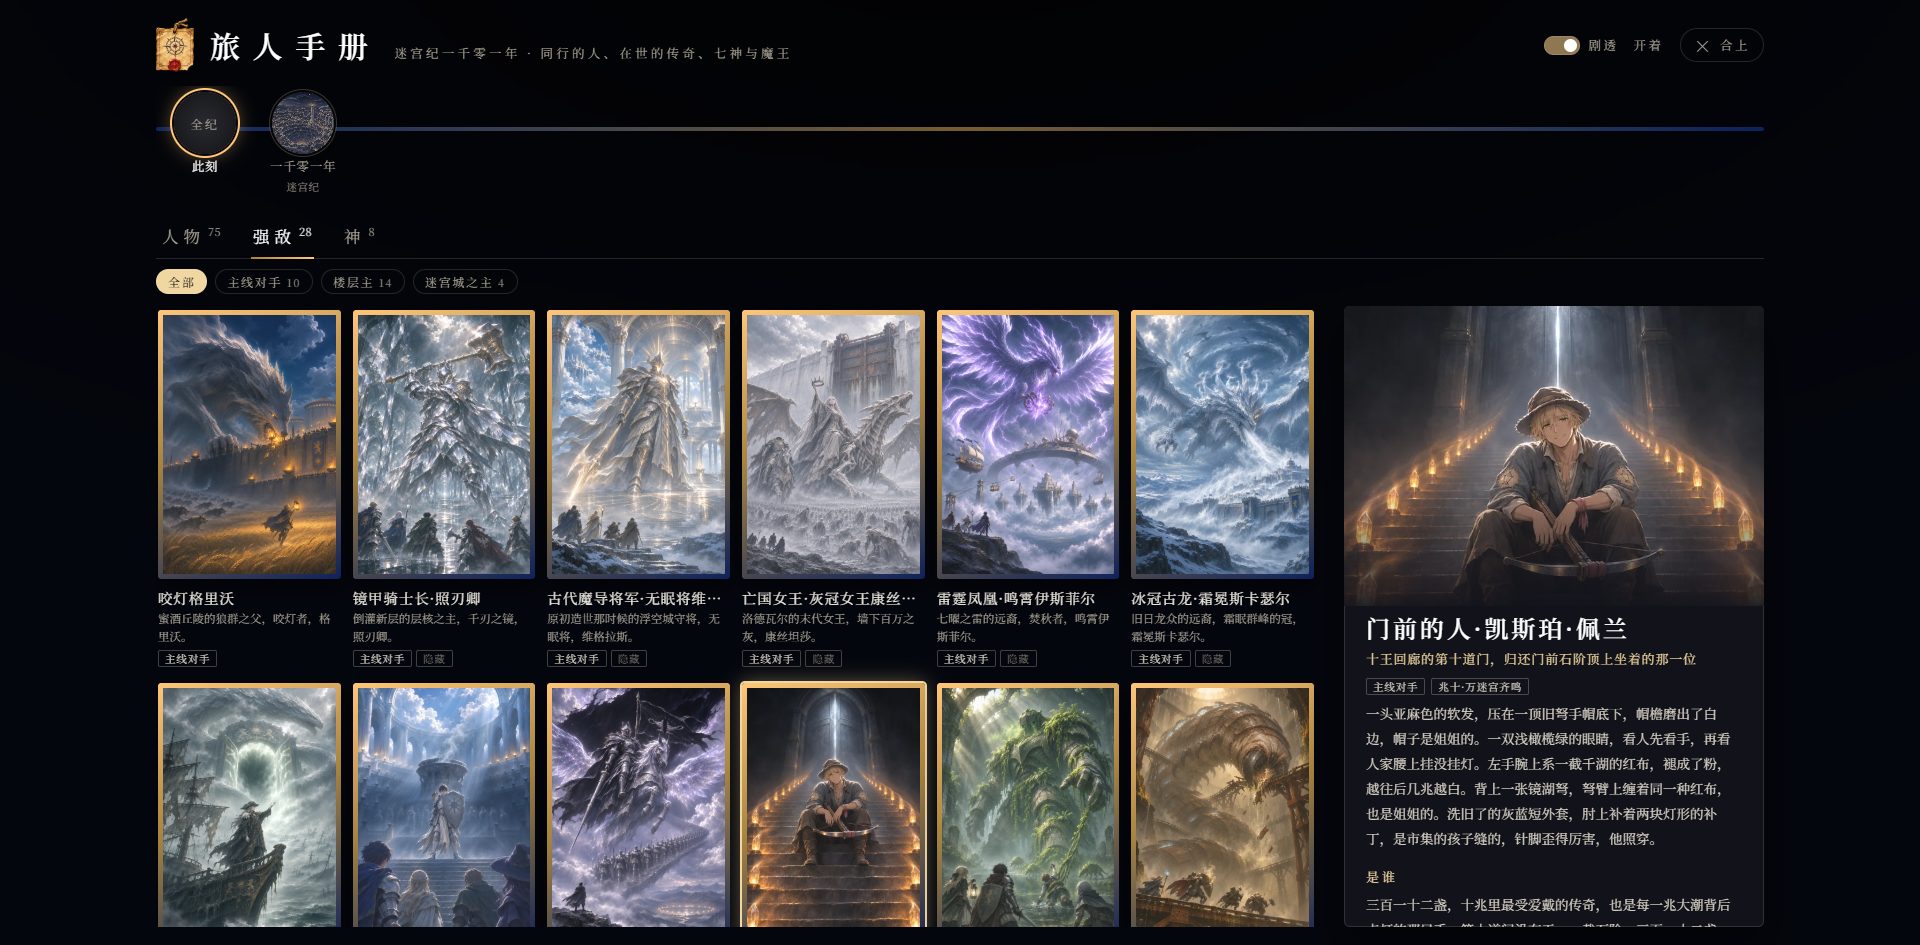 旅人手册
迷宫纪一千零一年 · 同行的人、在世的传奇、七神与魔王
剧透 开着
合上
全纪
此刻
一千零一年
迷宫纪
人物 75
强敌 28
神 8
全部
主线对手 10
楼层主 14
迷宫城之主 4
咬灯格里沃
蜜酒丘陵的狼群之父，咬灯者，格
里沃。
主线对手
镜甲骑士长·照刃卿
倒灌新层的层核之主，千刃之镜，
照刃卿。
主线对手 隐藏
古代魔导将军·无眠将维…
原初造世那时候的浮空城守将，无
眠将，维格拉斯。
主线对手 隐藏
亡国女王·灰冠女王康丝…
洛德瓦尔的末代女王，墙下百万之
灰，康丝坦莎。
主线对手 隐藏
雷霆凤凰·鸣霄伊斯菲尔
七曜之雷的远裔，焚秋者，鸣霄伊
斯菲尔。
主线对手 隐藏
冰冠古龙·霜冕斯卡瑟尔
旧日龙众的远裔，霜眠群峰的冠，
霜冕斯卡瑟尔。
主线对手 隐藏
门前的人·凯斯珀·佩兰
十王回廊的第十道门，归还门前石阶顶上坐着的那一位
主线对手 兆十·万迷宫齐鸣
一头亚麻色的软发，压在一顶旧弩手帽底下，帽檐磨出了白
边，帽子是姐姐的。一双浅橄榄绿的眼睛，看人先看手，再看
人家腰上挂没挂灯。左手腕上系一截千湖的红布，褪成了粉，
越往后几兆越白。背上一张镜湖弩，弩臂上缠着同一种红布，
也是姐姐的。洗旧了的灰蓝短外套，肘上补着两块灯形的补
丁，是市集的孩子缝的，针脚歪得厉害，他照穿。
是谁
三百一十二盏，十兆里最受爱戴的传奇，也是每一兆大潮背后